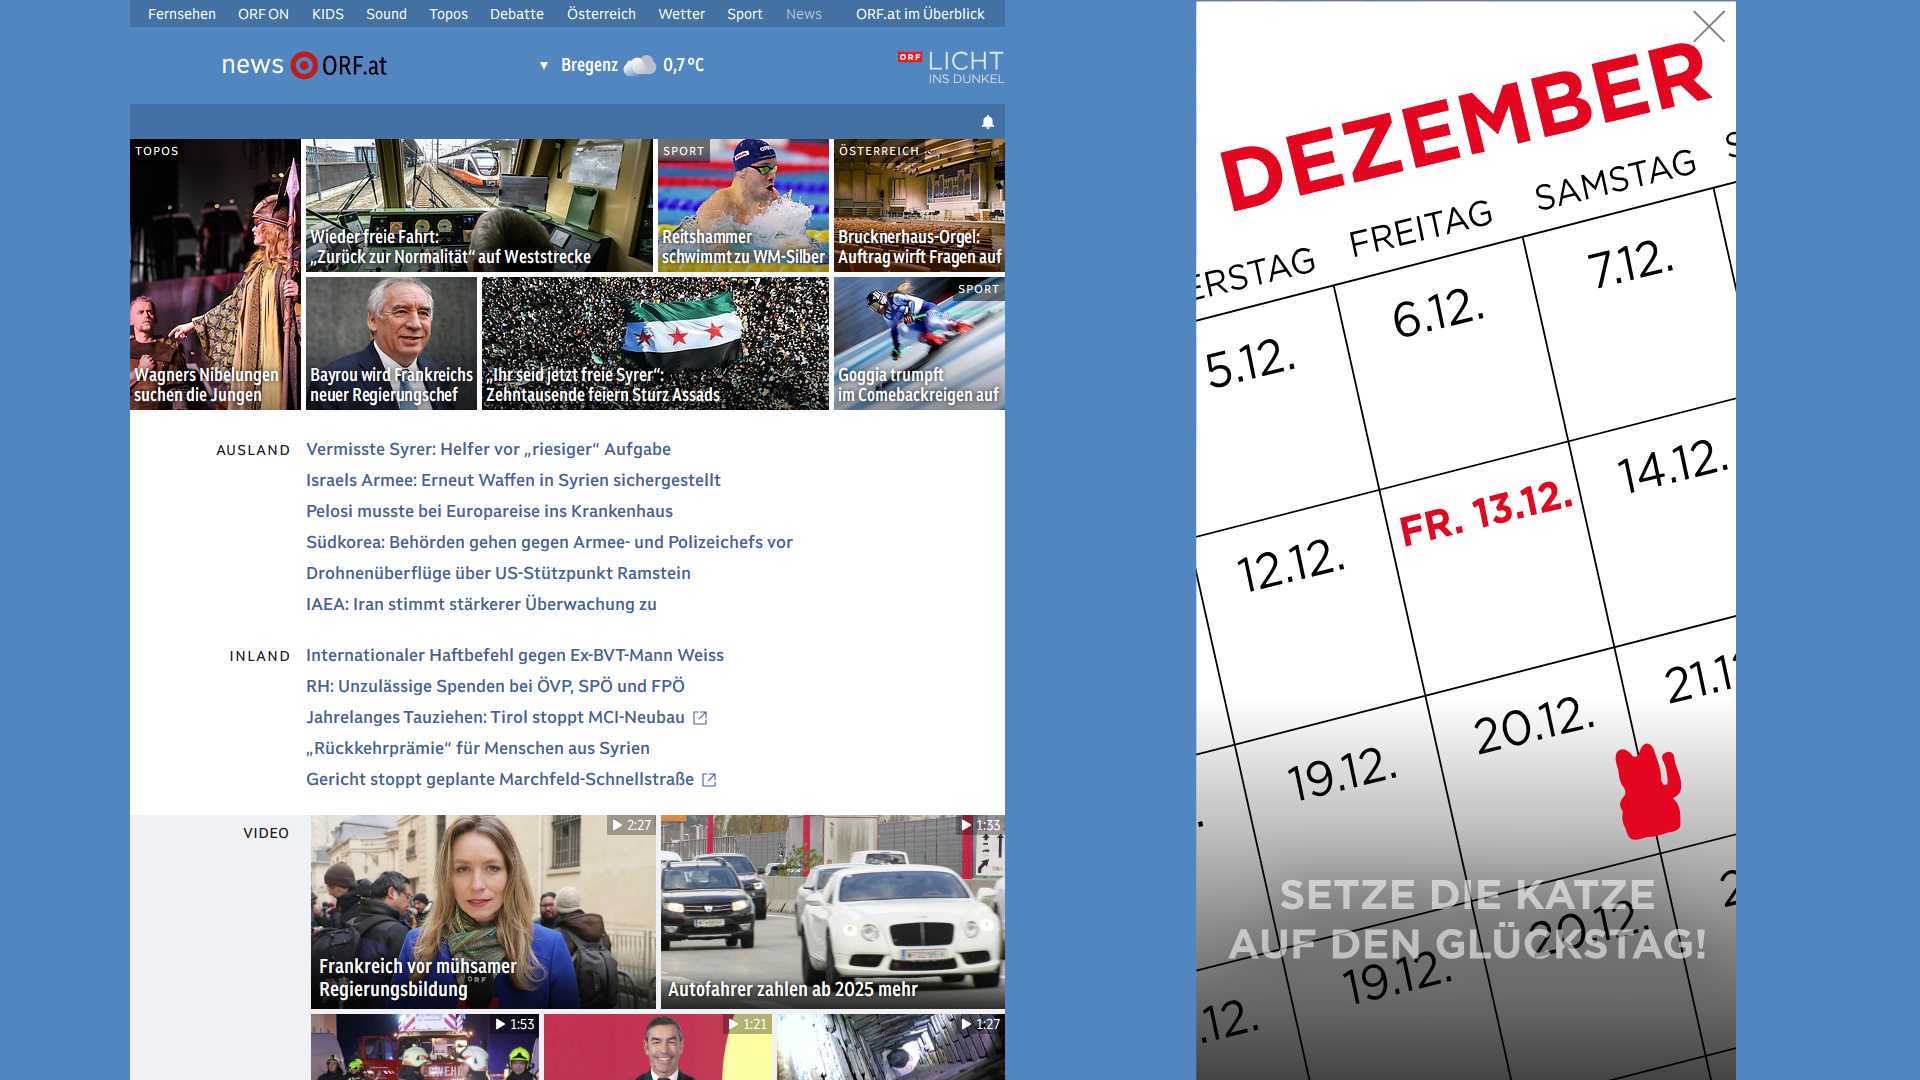 Fernsehen ORF ON KIDS Sound Topos Debatte Österreich Wetter Sport News ORF.at im Überblick
news ORF.at
Bregenz 0,7 °C
ORF LICHT
INS DUNKEL
TOPOS
Wagners Nibelungen
suchen die Jungen
Wieder freie Fahrt:
„Zurück zur Normalität“ auf Weststrecke
SPORT
Reitshammer
schwimmt zu WM-Silber
ÖSTERREICH
Brucknerhaus-Orgel:
Auftrag wirft Fragen auf
Bayrou wird Frankreichs
neuer Regierungschef
„Ihr seid jetzt freie Syrer“:
Zehntausende feiern Sturz Assads
SPORT
Goggia trumpft
im Comebackreigen auf
AUSLAND
Vermisste Syrer: Helfer vor „riesiger“ Aufgabe
Israels Armee: Erneut Waffen in Syrien sichergestellt
Pelosi musste bei Europareise ins Krankenhaus
Südkorea: Behörden gehen gegen Armee- und Polizeichefs vor
Drohnenüberflüge über US-Stützpunkt Ramstein
IAEA: Iran stimmt stärkerer Überwachung zu
INLAND
Internationaler Haftbefehl gegen Ex-BVT-Mann Weiss
RH: Unzulässige Spenden bei ÖVP, SPÖ und FPÖ
Jahrelanges Tauziehen: Tirol stoppt MCI-Neubau
„Rückkehrprämie“ für Menschen aus Syrien
Gericht stoppt geplante Marchfeld-Schnellstraße
VIDEO
2:27
Frankreich vor mühsamer
Regierungsbildung
1:33
Autofahrer zahlen ab 2025 mehr
1:53
1:21
1:27
DEZEMBER
ERSTAG FREITAG SAMSTAG S
5.12. 6.12. 7.12.
12.12. FR. 13.12. 14.12.
19.12. 20.12. 21.1
SETZE DIE KATZE
AUF DEN GLÜCKSTAG!
.12. 19.12. 20.12. 2